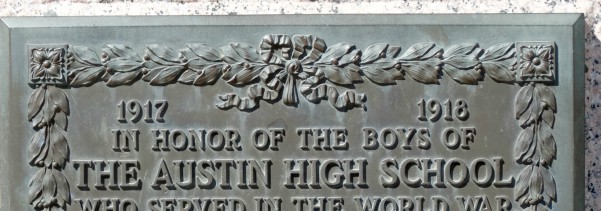 1917 1918
IN HONOR OF THE BOYS OF
THE AUSTIN HIGH SCHOOL
WHO SERVED IN THE WORLD WAR